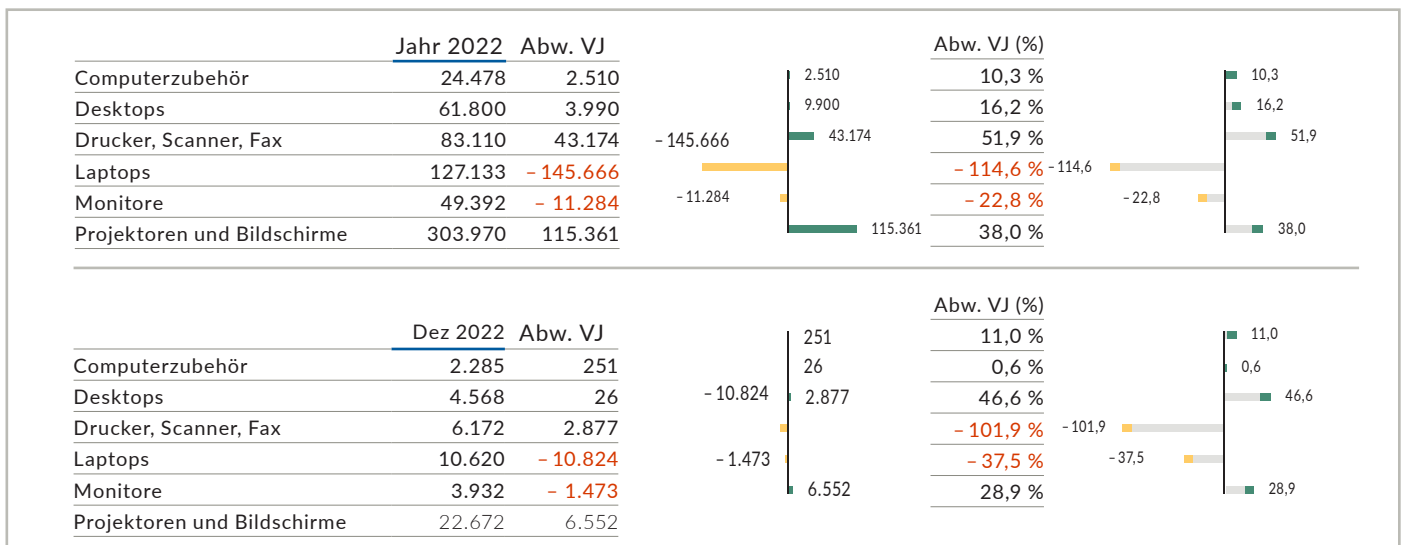 Jahr 2022 Abw. VJ Abw. VJ (%)
Computerzubehör 24.478 2.510 2.510 10,3 % 10,3
Desktops 61.800 3.990 9.900 16,2 % 16,2
Drucker, Scanner, Fax 83.110 43.174 – 145.666 43.174 51,9 % 51,9
Laptops 127.133 – 145.666 – 114,6 % – 114,6
Monitore 49.392 – 11.284 – 11.284 – 22,8 % – 22,8
Projektoren und Bildschirme 303.970 115.361 115.361 38,0 % 38,0
Abw. VJ (%)
Dez 2022 Abw. VJ 251 11,0 % 11,0
Computerzubehör 2.285 251 26 0,6 % 0,6
Desktops 4.568 26 – 10.824 2.877 46,6 % 46,6
Drucker, Scanner, Fax 6.172 2.877 – 101,9 % – 101,9
Laptops 10.620 – 10.824 – 1.473 – 37,5 % – 37,5
Monitore 3.932 – 1.473 6.552 28,9 % 28,9
Projektoren und Bildschirme 22.672 6.552